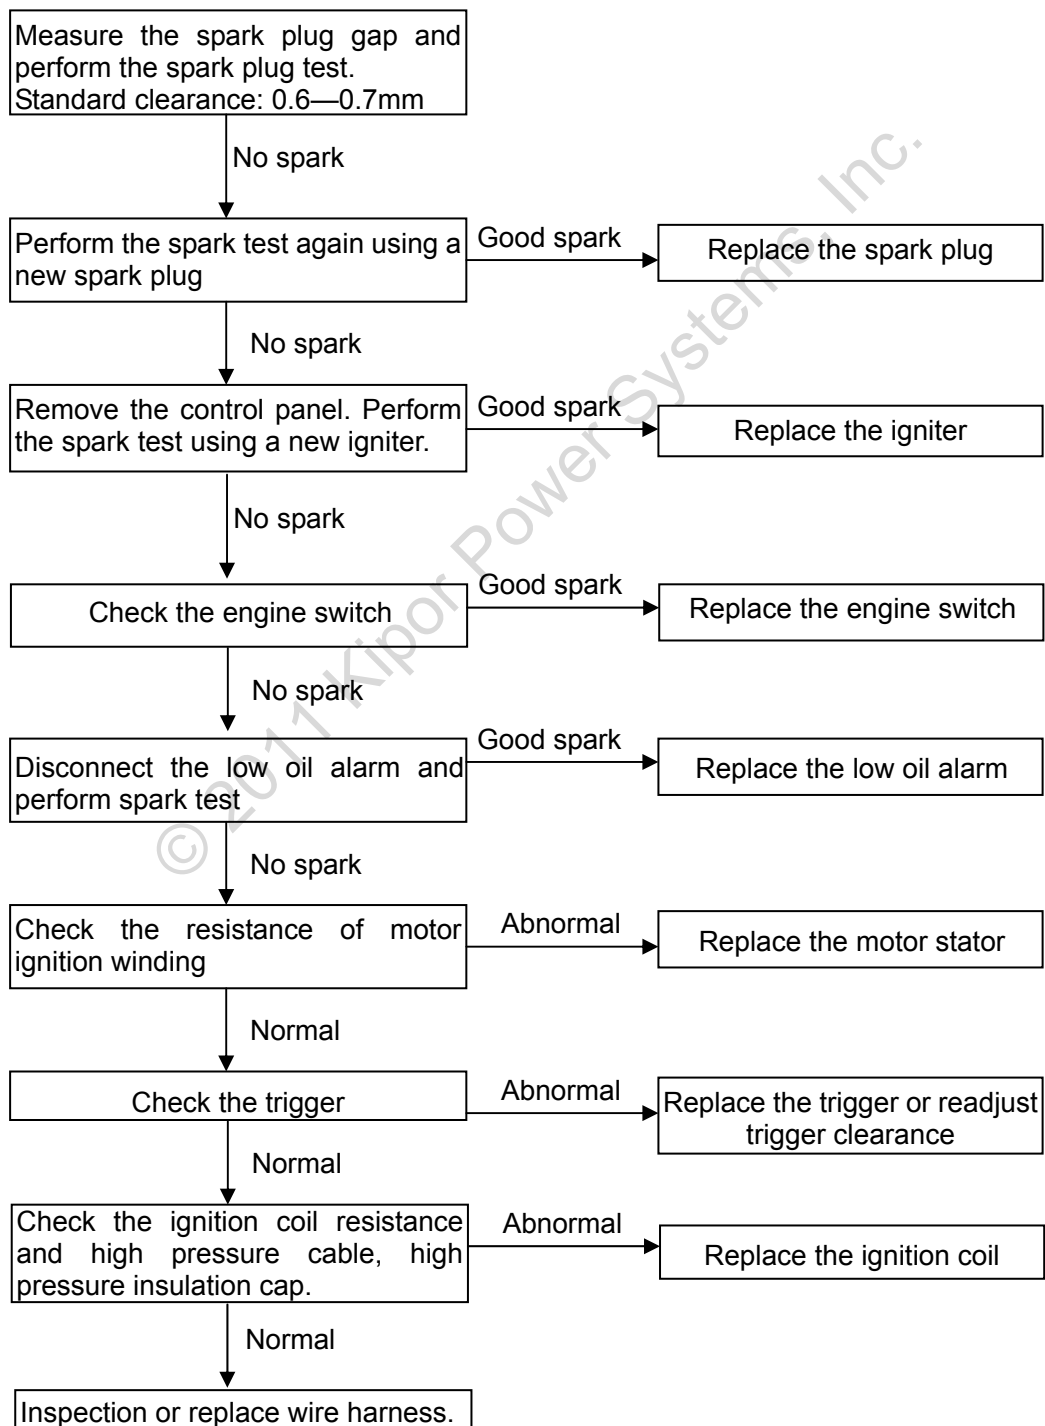 Measure the spark plug gap and
perform the spark plug test.
Standard clearance: 0.6—0.7mm
No spark
Perform the spark test again using a
new spark plug
Good spark
Replace the spark plug
No spark
Remove the control panel. Perform
the spark test using a new igniter.
Good spark
Replace the igniter
No spark
Check the engine switch
Good spark
Replace the engine switch
No spark
Disconnect the low oil alarm and
perform spark test
Good spark
Replace the low oil alarm
No spark
Check the resistance of motor
ignition winding
Abnormal
Replace the motor stator
Normal
Check the trigger
Abnormal
Replace the trigger or readjust
trigger clearance
Normal
Check the ignition coil resistance
and high pressure cable, high
pressure insulation cap.
Abnormal
Replace the ignition coil
Normal
Inspection or replace wire harness.
© 2011 Kipor Power Systems, Inc.